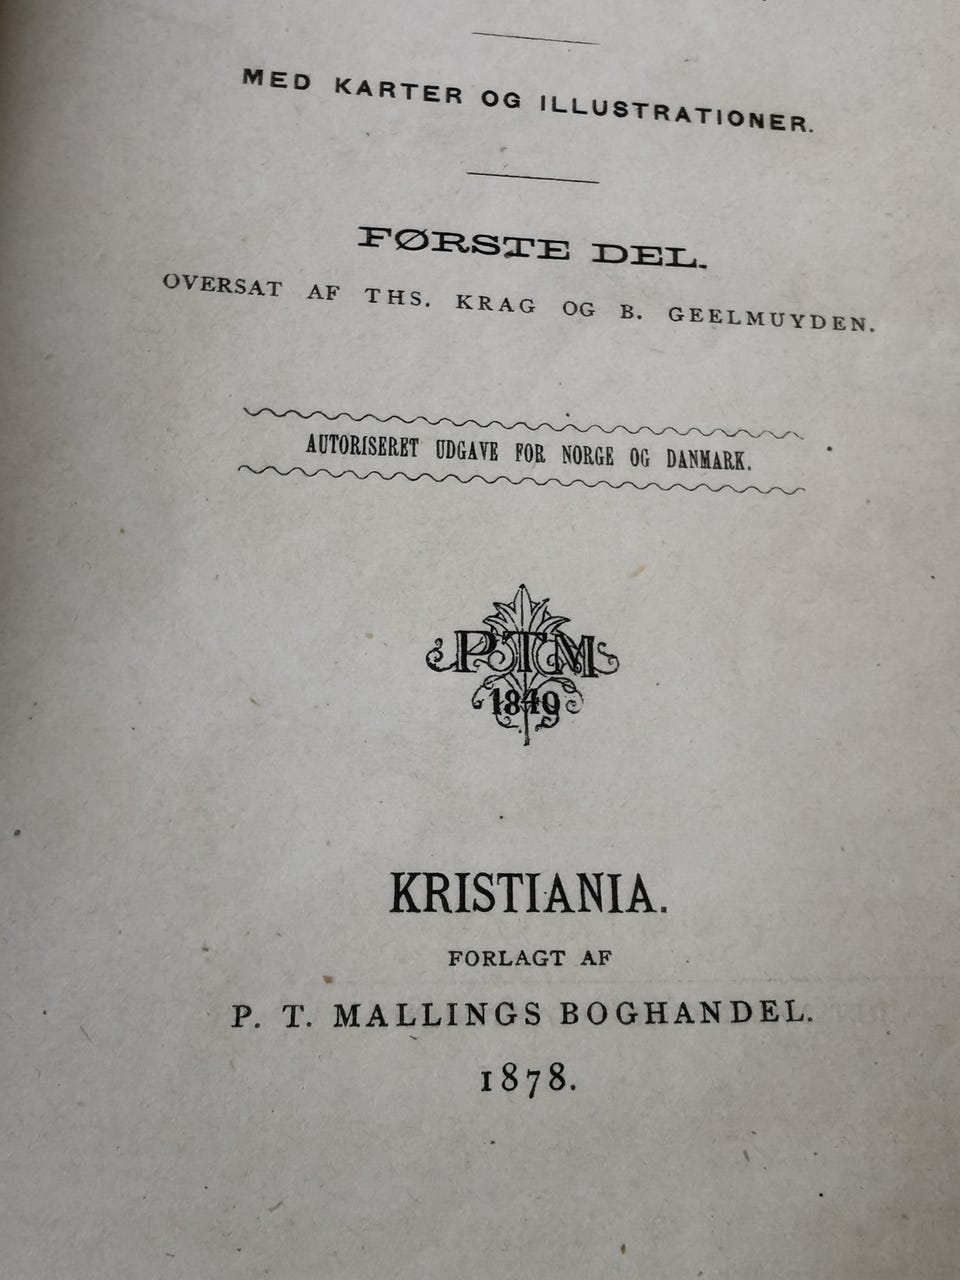 MED KARTER OG ILLUSTRATIONER.
FØRSTE DEL.
OVERSAT AF THS. KRAG OG B. GEELMUYDEN.
AUTORISERET UDGAVE FOR NORGE OG DANMARK.
PTM
1849
KRISTIANIA.
FORLAGT AF
P. T. MALLINGS BOGHANDEL.
1878.